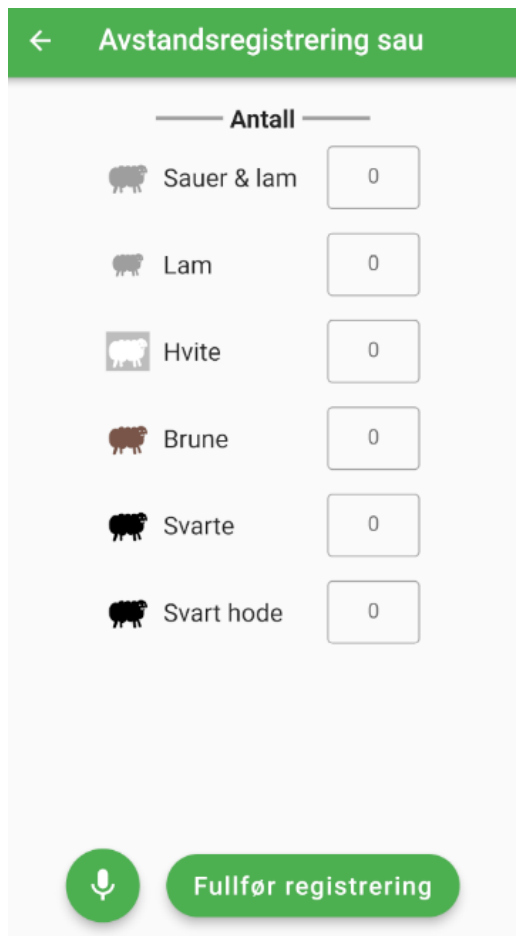 Avstandsregistrering sau
Antall
Sauer & lam 0
Lam 0
Hvite 0
Brune 0
Svarte 0
Svart hode 0
Fullfør registrering